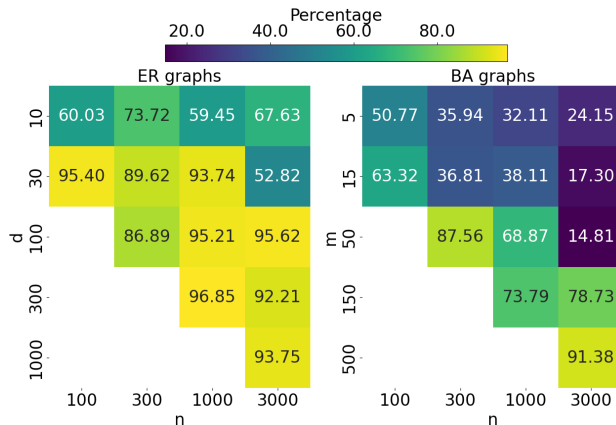 Percentage
20.0 40.0 60.0 80.0
ER graphs BA graphs
10 60.03 73.72 59.45 67.63 5 50.77 35.94 32.11 24.15
30 95.40 89.62 93.74 52.82 15 63.32 36.81 38.11 17.30
d 100 86.89 95.21 95.62 m 50 87.56 68.87 14.81
300 96.85 92.21 150 73.79 78.73
1000 93.75 500 91.38
100 300 1000 3000 100 300 1000 3000
n n